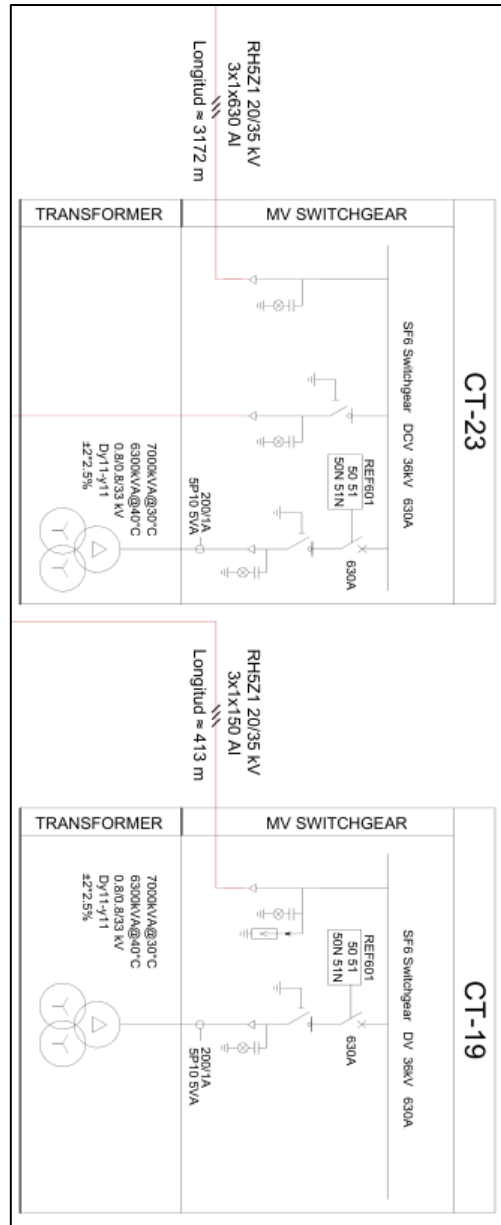 CT-23
SF6 Switchgear DCV 36kV 630A
MV SWITCHGEAR
TRANSFORMER
RH5Z1 20/35 kV
3x1x630 Al
Longitud ≈ 3172 m
REF601
50 51
50N 51N
630A
200/1A
5P10 5VA
7000kVA@30°C
6300kVA@40°C
0.8/0.8/33 kV
Dy11-y11
±2*2.5%
CT-19
SF6 Switchgear DV 36kV 630A
MV SWITCHGEAR
TRANSFORMER
RH5Z1 20/35 kV
3x1x150 Al
Longitud ≈ 413 m
REF601
50 51
50N 51N
630A
200/1A
5P10 5VA
7000kVA@30°C
6300kVA@40°C
0.8/0.8/33 kV
Dy11-y11
±2*2.5%